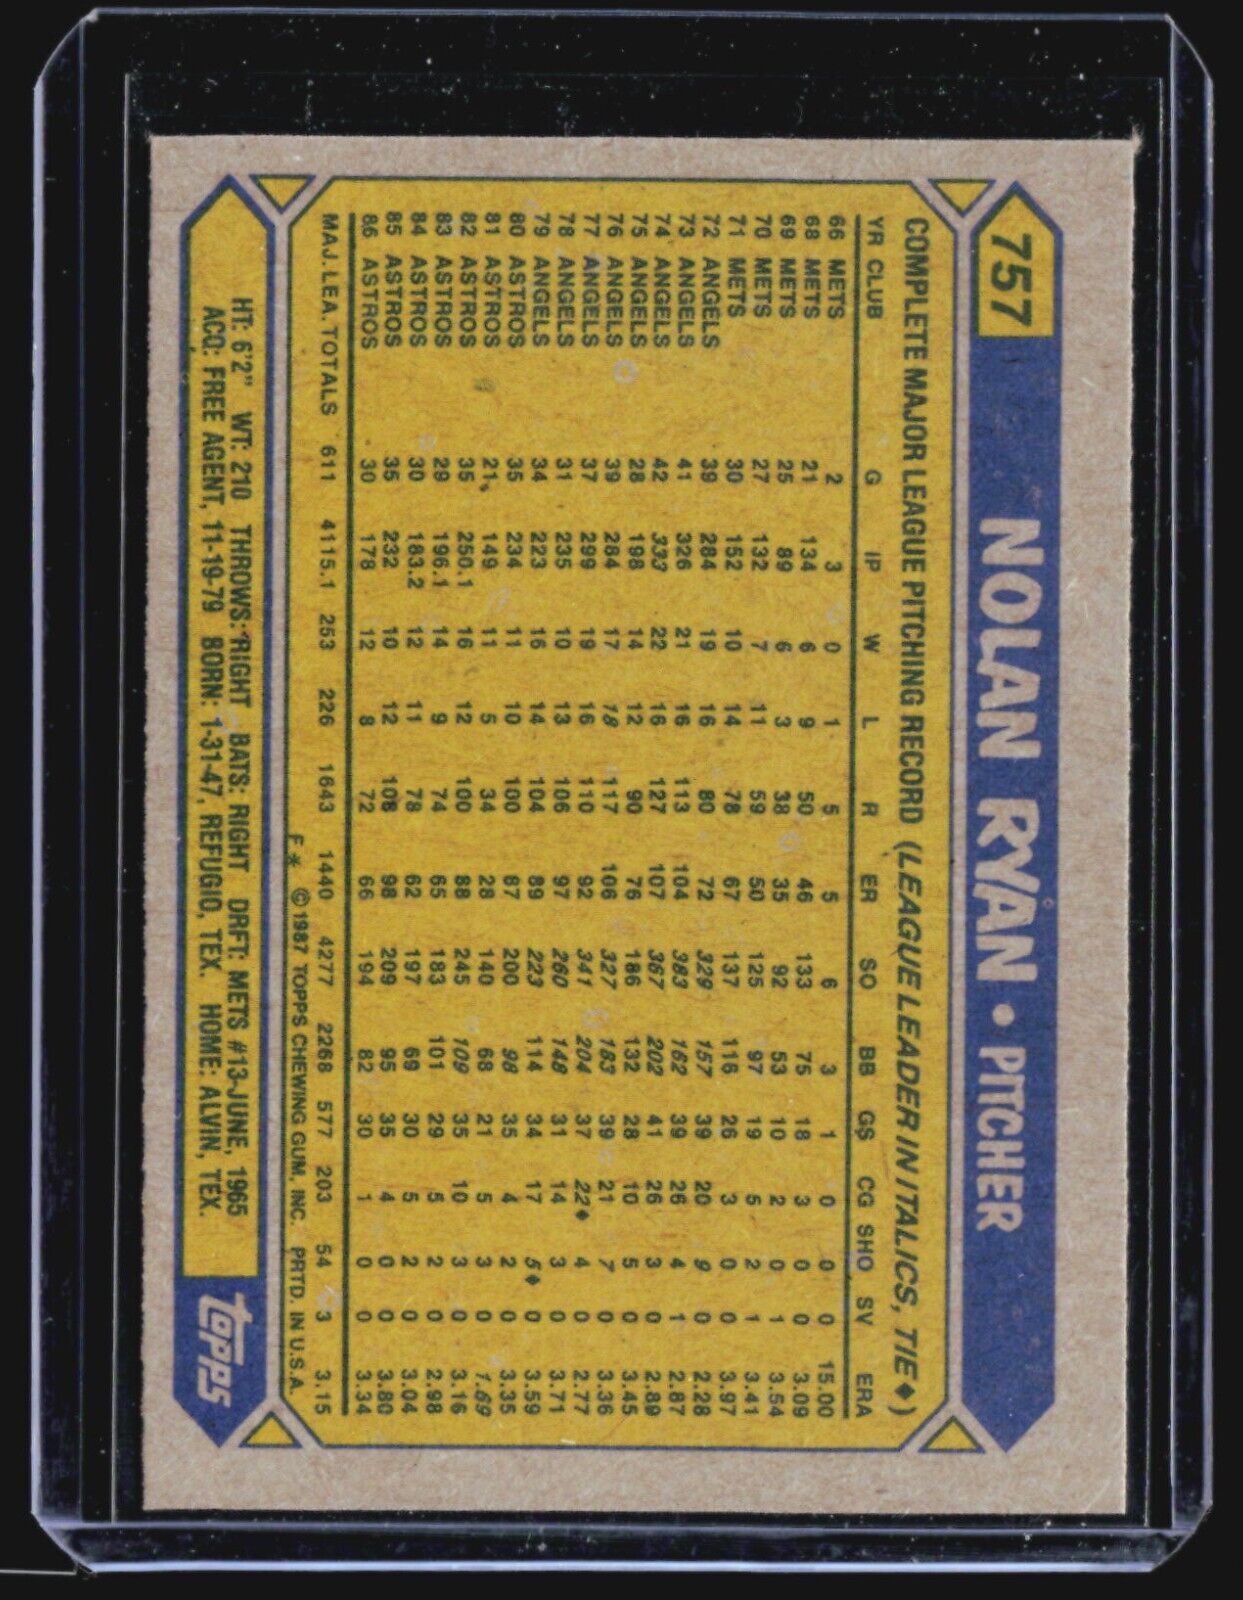 757 NOLAN RYAN • PITCHER
COMPLETE MAJOR LEAGUE PITCHING RECORD (LEAGUE LEADER IN ITALICS, TIE♦)
YR CLUB G IP W L R ER SO BB GS CG SHO SV ERA
66 METS 2 3 0 1 5 5 6 3 1 0 0 0 15.00
68 METS 21 134 6 9 50 46 133 75 18 3 0 0 3.09
69 METS 25 89 6 3 38 35 92 53 10 2 0 1 3.54
70 METS 27 132 7 11 59 50 125 97 19 5 2 1 3.41
71 METS 30 152 10 14 78 67 137 116 26 3 0 0 3.97
72 ANGELS 39 284 19 16 80 72 329 157 39 20 9 0 2.28
73 ANGELS 41 326 21 16 113 104 383 162 39 26 4 1 2.87
74 ANGELS 42 333 22 16 127 107 367 202 41 26 3 0 2.89
75 ANGELS 28 198 14 12 90 76 186 132 28 10 5 0 3.45
76 ANGELS 39 284 17 18 117 106 327 183 39 21 7 0 3.36
77 ANGELS 37 299 19 16 110 92 341 204 37 22♦ 4 0 2.77
78 ANGELS 31 235 10 13 106 97 260 148 31 14 3 0 3.71
79 ANGELS 34 223 16 14 104 89 223 114 34 17 5♦ 0 3.59
80 ASTROS 35 234 11 10 100 87 200 98 35 4 2 0 3.35
81 ASTROS 21 149 11 5 34 28 140 68 21 5 3 0 1.69
82 ASTROS 35 250.1 16 12 100 88 245 109 35 10 3 0 3.16
83 ASTROS 29 196.1 14 9 74 65 183 101 29 5 2 0 2.98
84 ASTROS 30 183.2 12 11 78 62 197 69 30 5 2 0 3.04
85 ASTROS 35 232 10 12 108 98 209 95 35 4 0 0 3.80
86 ASTROS 30 178 12 8 72 66 194 82 30 1 0 0 3.34
MAJ. LEA. TOTALS 611 4115.1 253 226 1643 1440 4277 2268 577 203 54 3 3.15
F* ©1987 TOPPS CHEWING GUM, INC. PRTD. IN U.S.A.
HT: 6'2" WT: 210 THROWS: RIGHT BATS: RIGHT DRFT: METS #13-JUNE, 1965
ACQ: FREE AGENT, 11-19-79 BORN: 1-31-47, REFUGIO, TEX. HOME: ALVIN, TEX.
topps